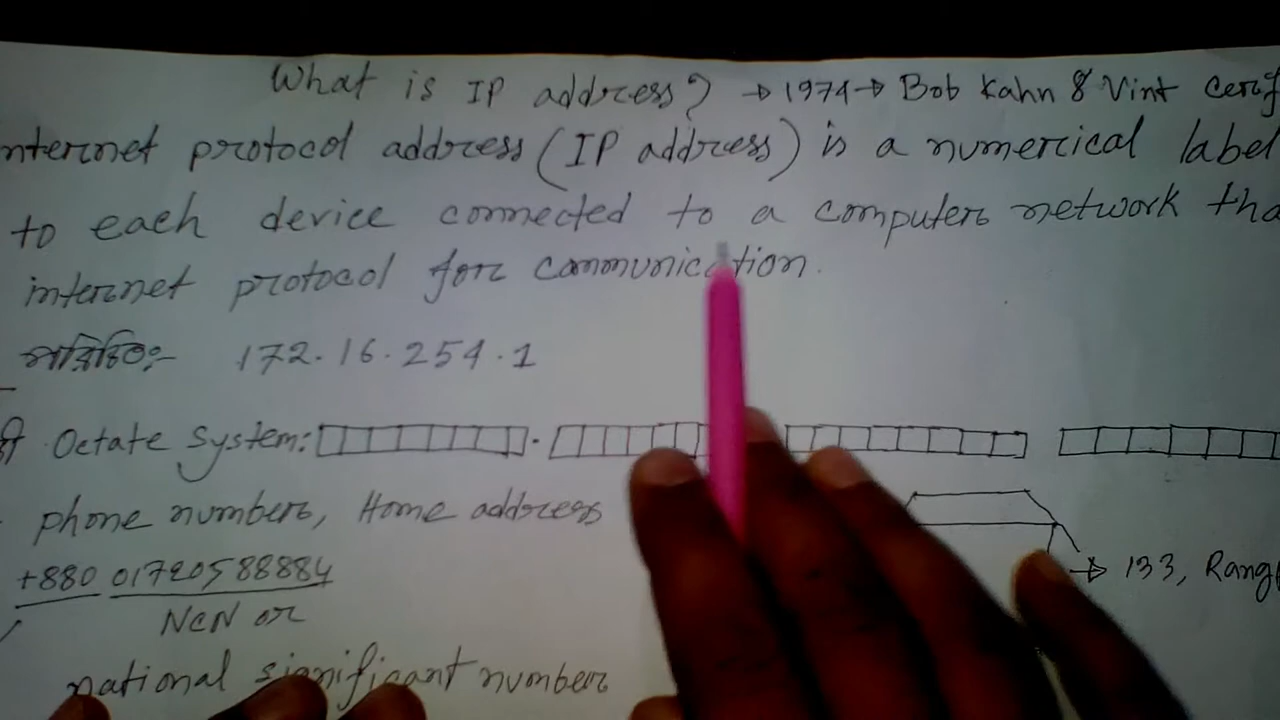 What is IP address? → 1974 → Bob Kahn & Vint Cerf
nternet protocol address (IP address) is a numerical label
to each device connected to a computer network tha
internet protocol for communication.
পরিচিতি:- 172.16.254.1
Octate System:
phone number, Home address
+880 01720588884
→ 133, Rang
NCN or
national significant number